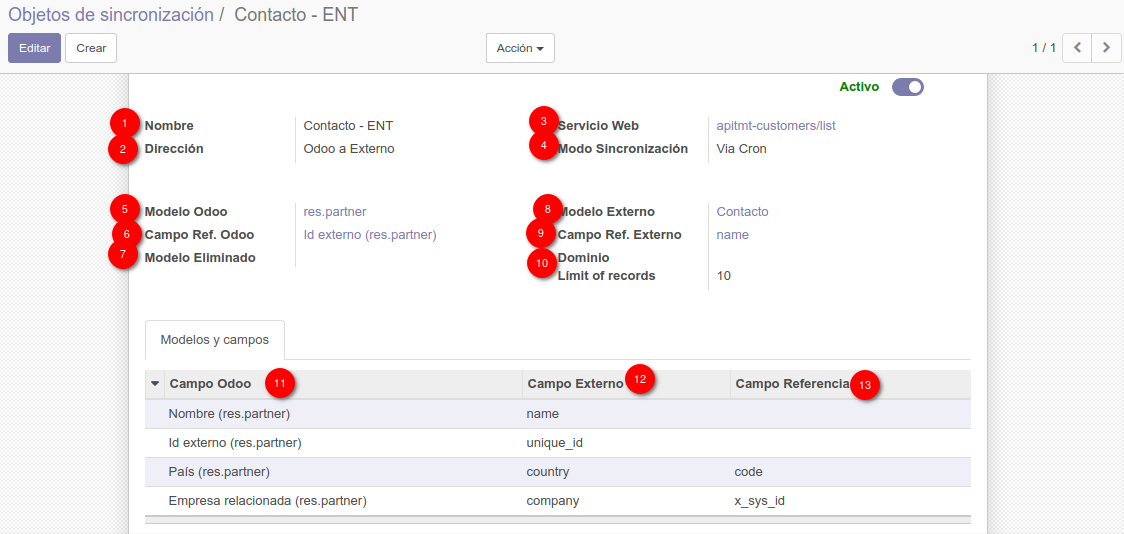 Objetos de sincronización / Contacto - ENT
Editar Crear Acción 1 / 1
Activo
1 Nombre Contacto - ENT 3 Servicio Web apitmt-customers/list
2 Dirección Odoo a Externo 4 Modo Sincronización Via Cron
5 Modelo Odoo res.partner 8 Modelo Externo Contacto
6 Campo Ref. Odoo Id externo (res.partner) 9 Campo Ref. Externo name
7 Modelo Eliminado 10 Dominio
Límit of records 10
Modelos y campos
Campo Odoo 11 Campo Externo 12 Campo Referencia 13
Nombre (res.partner) name
Id externo (res.partner) unique_id
País (res.partner) country code
Empresa relacionada (res.partner) company x_sys_id